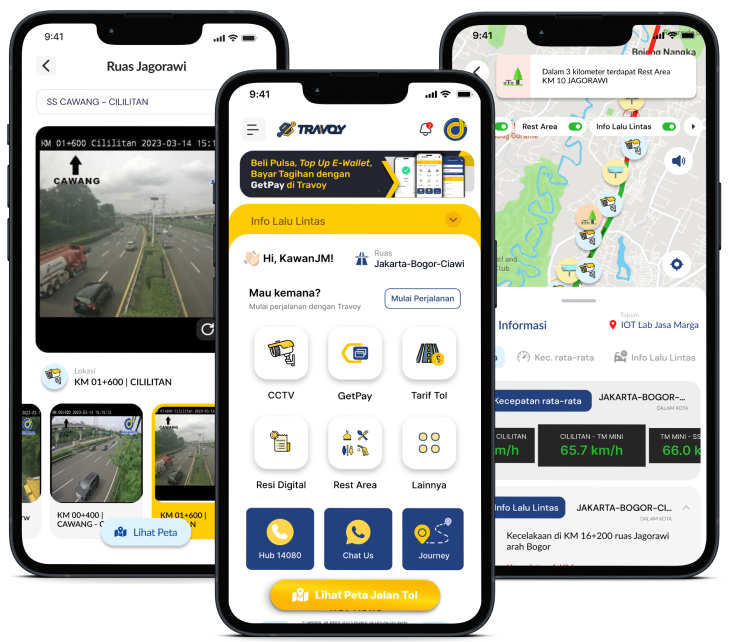 9:41
Ruas Jagorawi
SS CAWANG – CILILITAN
KM 01+600 Cililitan 2023-03-14 15:1
CAWANG
Lokasi
KM 01+600 | CILILITAN
KM 00+400 |
CAWANG - C
KM 01+600 |
Lihat Peta
9:41
TRAVOY
Beli Pulsa, Top Up E-Wallet,
Bayar Tagihan dengan
GetPay di Travoy
Info Lalu Lintas
Hi, KawanJM!
Ruas
Jakarta-Bogor-Ciawi
Mau kemana?
Mulai perjalanan dengan Travoy
Mulai Perjalanan
CCTV
GetPay
Tarif Tol
Resi Digital
Rest Area
Lainnya
Hub 14080
Chat Us
Journey
Lihat Peta Jalan Tol
9:41
Bojong Nangka
Dalam 3 kilometer terdapat Rest Area
KM 10 JAGORAWI
Rest Area
Info Lalu Lintas
Club
Informasi
Tujuan
IOT Lab Jasa Marga
Kec. rata-rata
Info Lalu Lintas
Kecepatan rata-rata
JAKARTA-BOGOR-...
DALAM KOTA
CILILITAN
m/h
CILILITAN - TM MINI
65.7 km/h
TM MINI - SS
66.0 k
Info Lalu Lintas
JAKARTA-BOGOR-CI...
DALAM KOTA
Kecelakaan di KM 16+200 ruas Jagorawi
arah Bogor